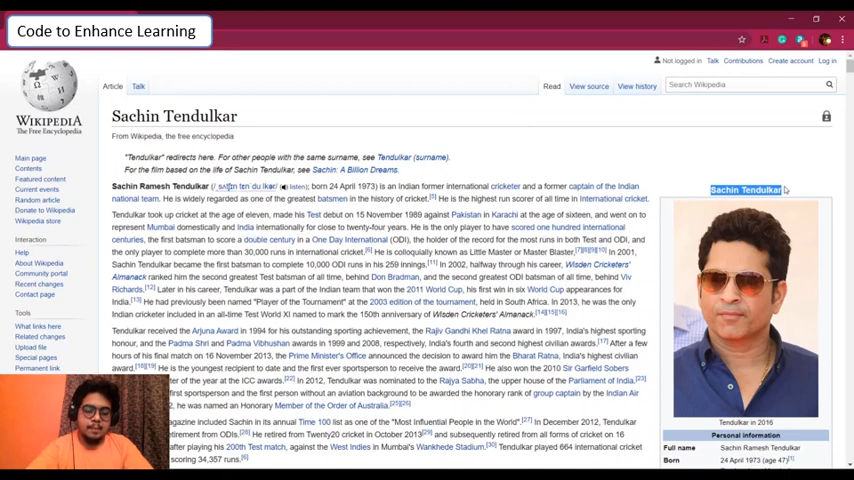 Code to Enhance Learning
Not logged in Talk Contributions Create account Log in
WIKIPEDIA
The Free Encyclopedia
Article Talk
Read View source View history
Search Wikipedia
Sachin Tendulkar
From Wikipedia, the free encyclopedia
"Tendulkar" redirects here. For other people with the same surname, see Tendulkar (surname).
For the film based on the life of Sachin Tendulkar, see Sachin: A Billion Dreams.
Sachin Ramesh Tendulkar (listen); born 24 April 1973) is an Indian former international cricketer and a former captain of the Indian
national team. He is widely regarded as one of the greatest batsmen in the history of cricket.[5] He is the highest run scorer of all time in International cricket.
Tendulkar took up cricket at the age of eleven, made his Test debut on 15 November 1989 against Pakistan in Karachi at the age of sixteen, and went on to
represent Mumbai domestically and India internationally for close to twenty-four years. He is the only player to have scored one hundred international
centuries, the first batsman to score a double century in a One Day International (ODI), the holder of the record for the most runs in both Test and ODI, and
the only player to complete more than 30,000 runs in international cricket.[6] He is colloquially known as Little Master or Master Blaster,[7][8][9][10] In 2001,
Sachin Tendulkar became the first batsman to complete 10,000 ODI runs in his 259 innings.[11] In 2002, halfway through his career, Wisden Cricketers'
Almanack ranked him the second greatest Test batsman of all time, behind Don Bradman, and the second greatest ODI batsman of all time, behind Viv
Richards.[12] Later in his career, Tendulkar was a part of the Indian team that won the 2011 World Cup, his first win in six World Cup appearances for
India.[13] He had previously been named "Player of the Tournament" at the 2003 edition of the tournament, held in South Africa. In 2013, he was the only
Indian cricketer included in an all-time Test World XI named to mark the 150th anniversary of Wisden Cricketers' Almanack.[14][15][16]
Tendulkar received the Arjuna Award in 1994 for his outstanding sporting achievement, the Rajiv Gandhi Khel Ratna award in 1997, India's highest sporting
honour, and the Padma Shri and Padma Vibhushan awards in 1999 and 2008, respectively, India's fourth and second highest civilian awards.[17] After a few
hours of his final match on 16 November 2013, the Prime Minister's Office announced the decision to award him the Bharat Ratna, India's highest civilian
award.[18][19] He is the youngest recipient to date and the first ever sportsperson to receive the award. He also won the 2010 Sir Garfield Sobers
ter of the year at the ICC awards.[22] In 2012, Tendulkar was nominated to the Rajya Sabha, the upper house of the Parliament of India.[23]
the first person without an aviation background to be awarded the honorary rank of group captain by the Indian Air
2, he was named an Honorary Member of the Order of Australia.[25][26]
agazine included Sachin in its annual Time 100 list as one of the "Most Influential People in the World".[27] In December 2012, Tendulkar
etirement from ODIs.[28] He retired from Twenty20 cricket in October 2013[29] and subsequently retired from all forms of cricket on 16
after playing his 200th Test match, against the West Indies in Mumbai's Wankhede Stadium.[30] Tendulkar played 664 international cricket
scoring 34,357 runs.[6]
Main page
Contents
Featured content
Current events
Random article
Donate to Wikipedia
Wikipedia store
Interaction
Help
About Wikipedia
Community portal
Recent changes
Contact page
Tools
What links here
Related changes
Upload file
Special pages
Permanent link
Sachin Tendulkar
Tendulkar in 2016
Personal information
Full name Sachin Ramesh Tendulkar
Born 24 April 1973 (age 47)[1]